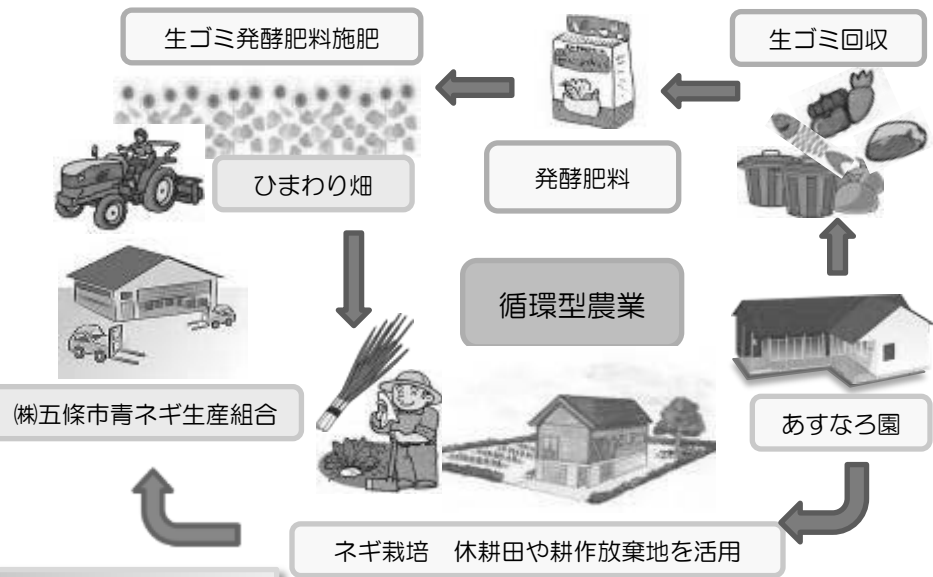 生ゴミ発酵肥料施肥
生ゴミ回収
ひまわり畑
発酵肥料
循環型農業
㈱五條市青ネギ生産組合
あすなろ園
ネギ栽培　休耕田や耕作放棄地を活用